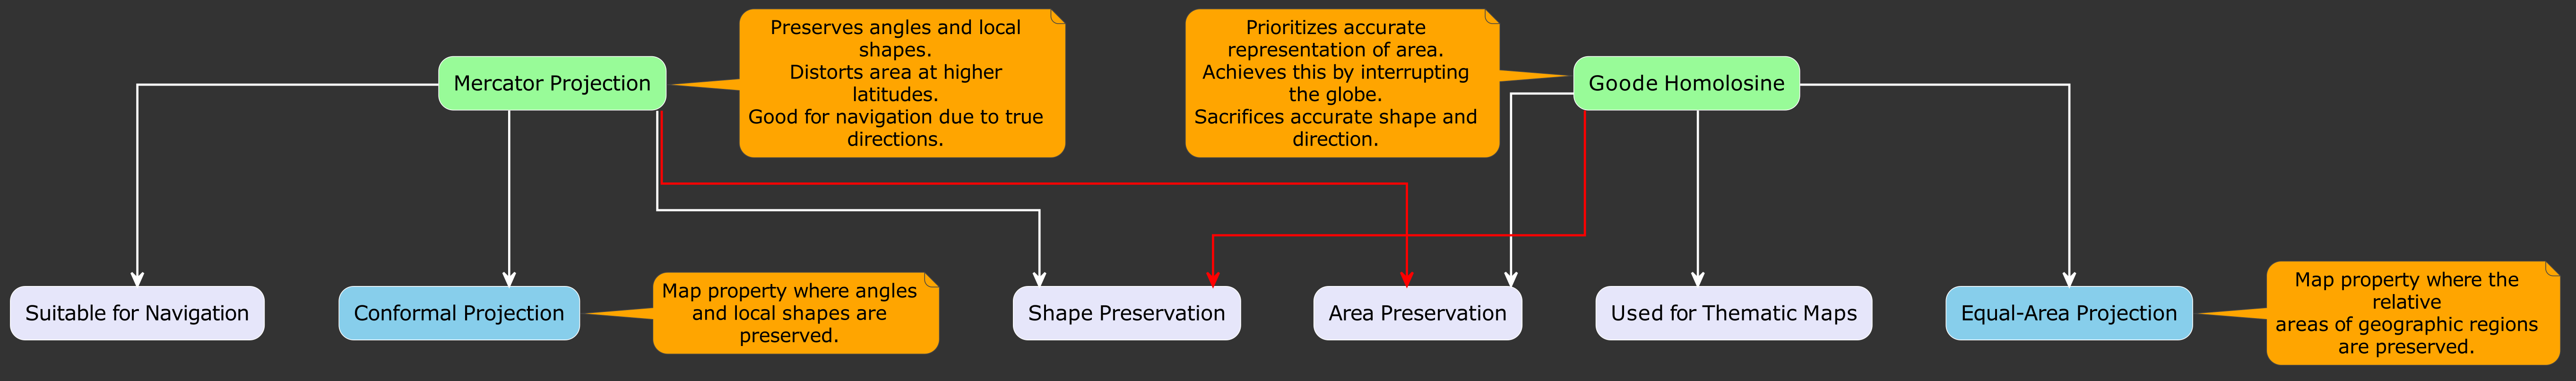 Mercator Projection
Preserves angles and local
shapes.
Distorts area at higher
latitudes.
Good for navigation due to true
directions.
Prioritizes accurate
representation of area.
Achieves this by interrupting
the globe.
Sacrifices accurate shape and
direction.
Goode Homolosine
Suitable for Navigation
Conformal Projection
Map property where angles
and local shapes are
preserved.
Shape Preservation
Area Preservation
Used for Thematic Maps
Equal-Area Projection
Map property where the
relative
areas of geographic regions
are preserved.